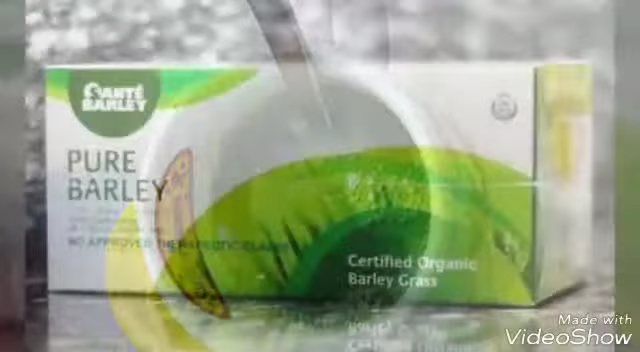 SANTÉ
BARLEY
PURE
BARLEY
NO APPROVED THERAPEUTIC CLAIMS
Certified Organic
Barley Grass
Made with
VideoShow